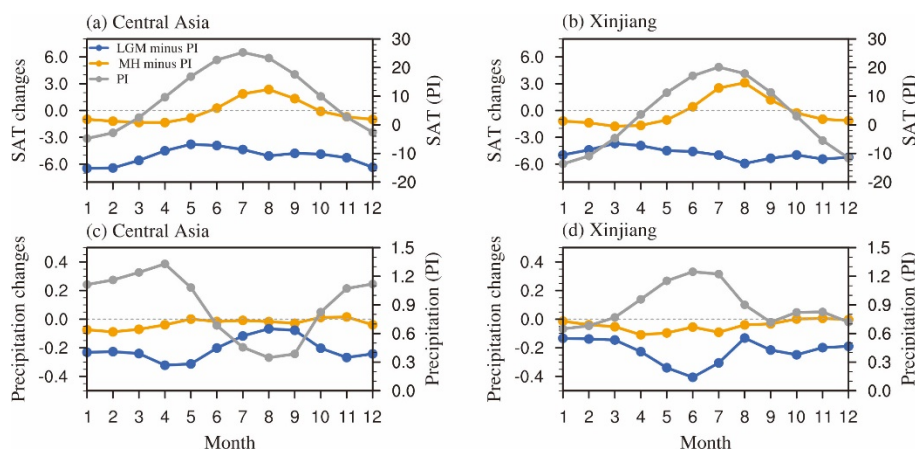 (a) Central Asia
SAT changes
6.0
3.0
0.0
-3.0
-6.0
LGM minus PI
MH minus PI
PI
30
20
10
0
-10
-20
SAT (PI)
1 2 3 4 5 6 7 8 9 10 11 12
(b) Xinjiang
SAT changes
6.0
3.0
0.0
-3.0
-6.0
30
20
10
0
-10
-20
SAT (PI)
1 2 3 4 5 6 7 8 9 10 11 12
(c) Central Asia
Precipitation changes
0.4
0.2
0.0
-0.2
-0.4
1.5
1.2
0.9
0.6
0.3
0.0
Precipitation (PI)
1 2 3 4 5 6 7 8 9 10 11 12
Month
(d) Xinjiang
Precipitation changes
0.4
0.2
0.0
-0.2
-0.4
1.5
1.2
0.9
0.6
0.3
0.0
Precipitation (PI)
1 2 3 4 5 6 7 8 9 10 11 12
Month